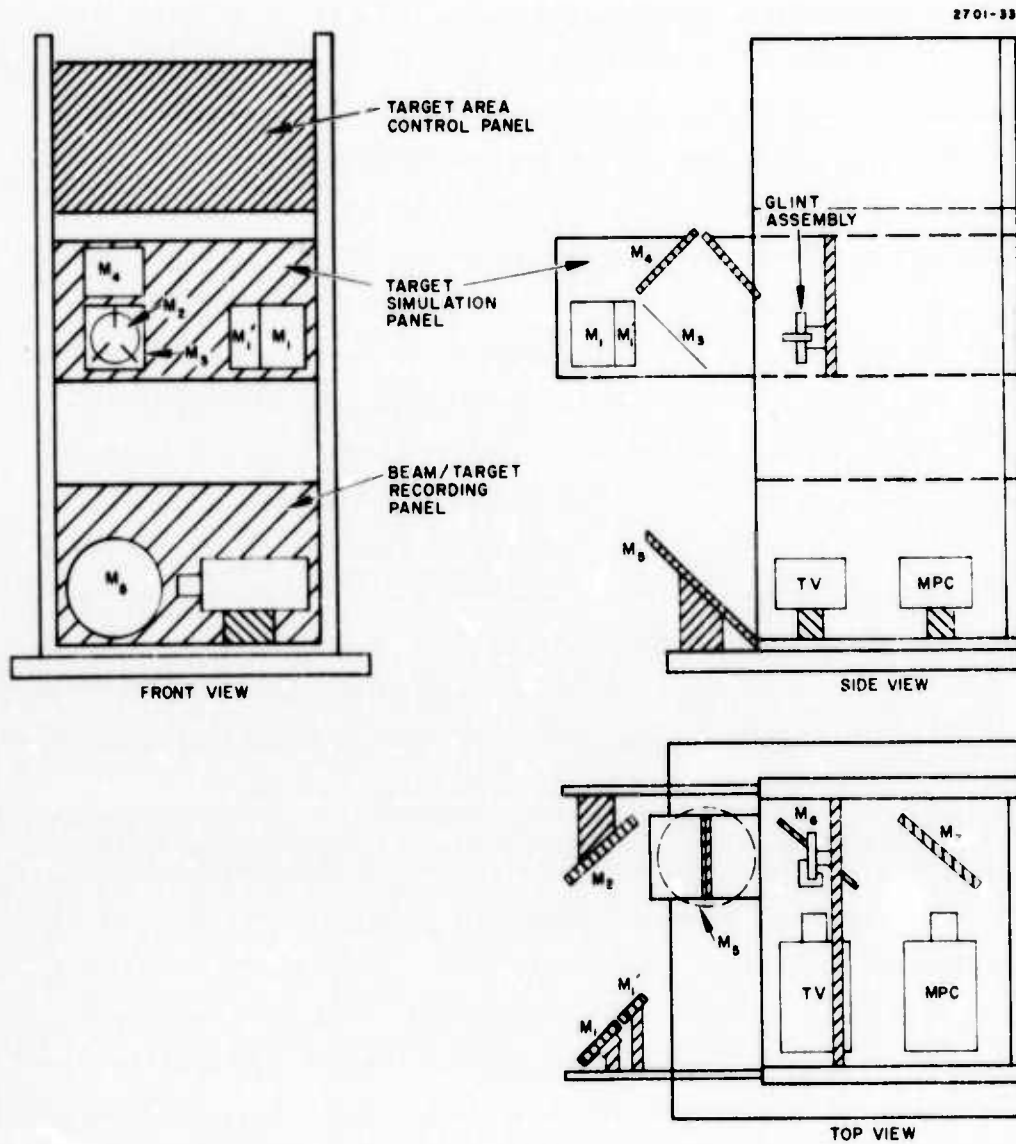 2701-33
TARGET AREA
CONTROL PANEL
GLINT
ASSEMBLY
M4
M2
M3
M1' M1
TARGET
SIMULATION
PANEL
M4
M1 M1'
M3
BEAM/TARGET
RECORDING
PANEL
M5
M5
TV MPC
FRONT VIEW
SIDE VIEW
M2
M6
M5
M1'
M1
TV MPC
TOP VIEW